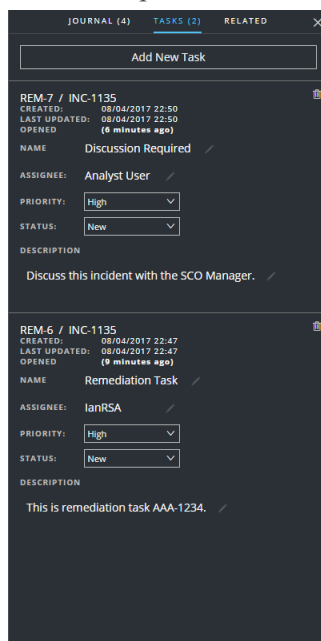 JOURNAL (4) TASKS (2) RELATED
Add New Task
REM-7 / INC-1135
CREATED: 08/04/2017 22:50
LAST UPDATED: 08/04/2017 22:50
OPENED (6 minutes ago)
NAME Discussion Required
ASSIGNEE: Analyst User
PRIORITY: High
STATUS: New
DESCRIPTION
Discuss this incident with the SCO Manager.
REM-6 / INC-1135
CREATED: 08/04/2017 22:47
LAST UPDATED: 08/04/2017 22:47
OPENED (9 minutes ago)
NAME Remediation Task
ASSIGNEE: IanRSA
PRIORITY: High
STATUS: New
DESCRIPTION
This is remediation task AAA-1234.